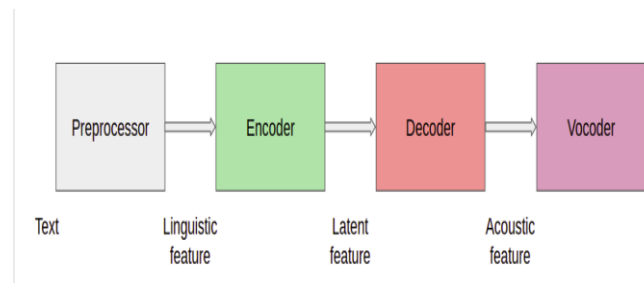 Preprocessor
Encoder
Decoder
Vocoder
Text
Linguistic
feature
Latent
feature
Acoustic
feature